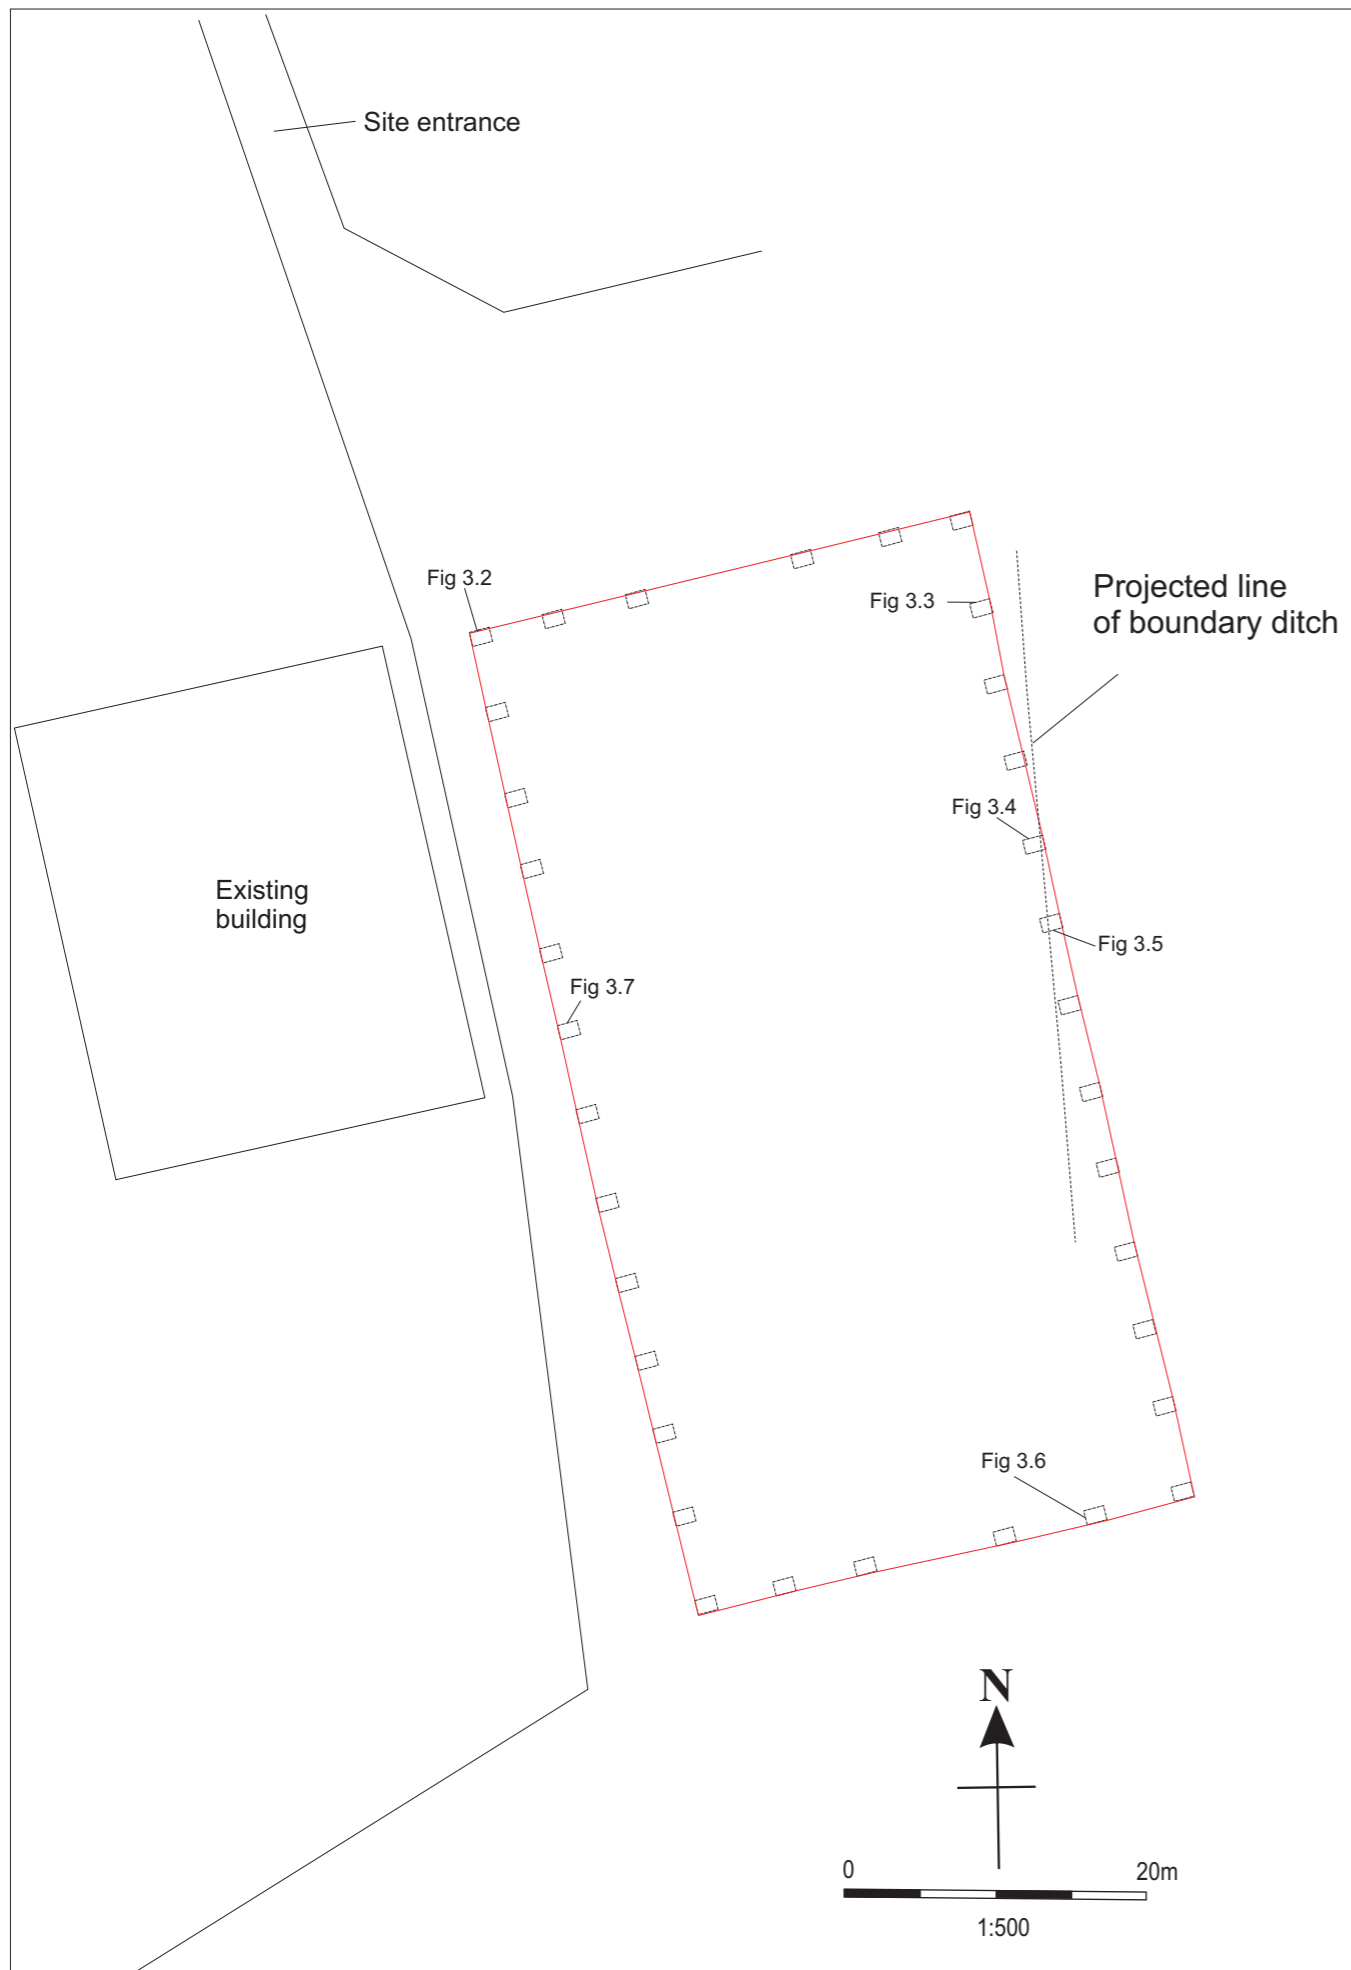 Site entrance
Fig 3.2
Fig 3.3
Projected line
of boundary ditch
Fig 3.4
Existing
building
Fig 3.5
Fig 3.7
Fig 3.6
N
0 20m
1:500